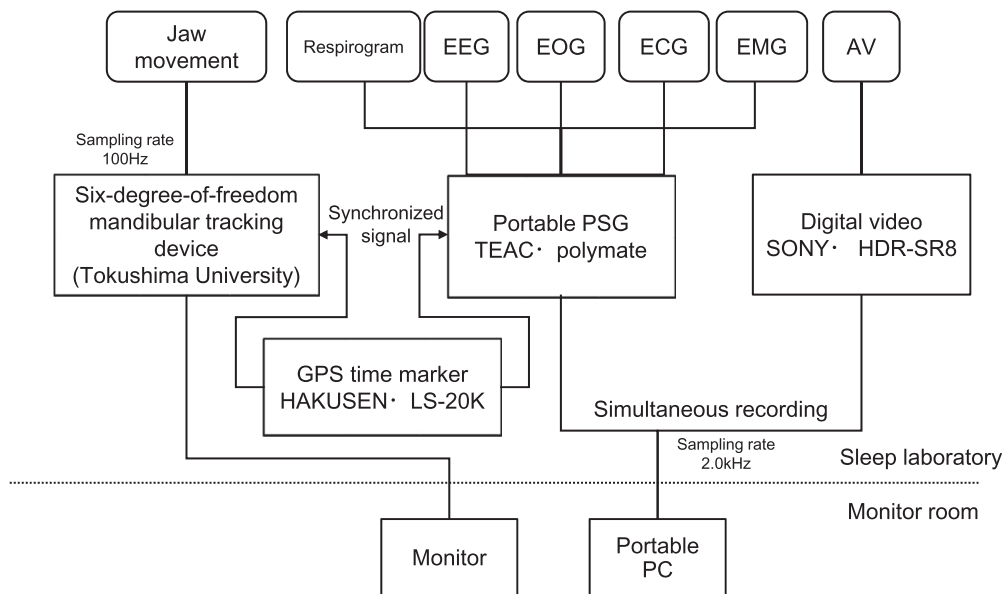 Jaw
movement
Respirogram
EEG
EOG
ECG
EMG
AV
Sampling rate
100Hz
Six-degree-of-freedom
mandibular tracking
device
(Tokushima University)
Synchronized
signal
Portable PSG
TEAC・ polymate
Digital video
SONY・ HDR-SR8
GPS time marker
HAKUSEN・ LS-20K
Simultaneous recording
Sampling rate
2.0kHz
Sleep laboratory
Monitor room
Monitor
Portable
PC